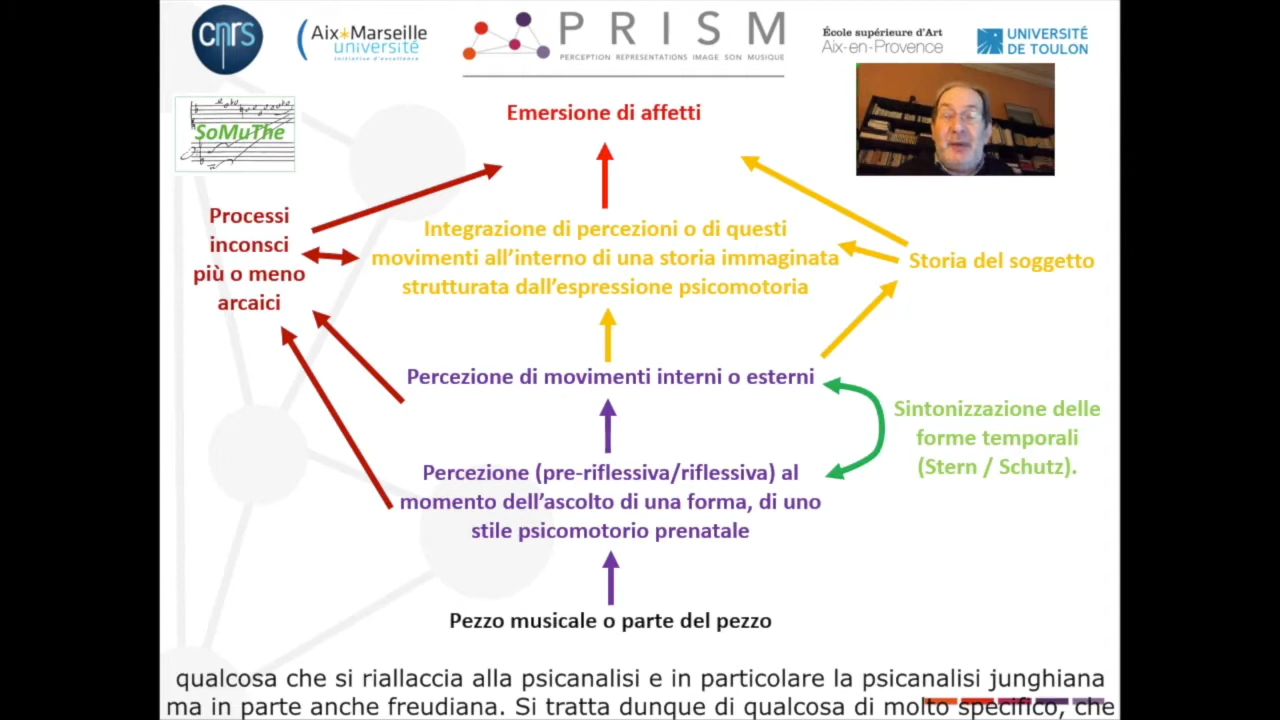 cnrs
Aix*Marseille
université
Initiative d'excellence
PRISM
PERCEPTION REPRESENTATIONS IMAGE SON MUSIQUE
École supérieure d'Art
Aix-en-Provence
UNIVERSITÉ
DE TOULON
SoMuThe
Emersione di affetti
Processi
inconsci
più o meno
arcaici
Integrazione di percezioni o di questi
movimenti all'interno di una storia immaginata
strutturata dall'espressione psicomotoria
Storia del soggetto
Percezione di movimenti interni o esterni
Sintonizzazione delle
forme temporali
(Stern / Schutz).
Percezione (pre-riflessiva/riflessiva) al
momento dell'ascolto di una forma, di uno
stile psicomotorio prenatale
Pezzo musicale o parte del pezzo
qualcosa che si riallaccia alla psicanalisi e in particolare la psicanalisi junghiana
ma in parte anche freudiana. Si tratta dunque di qualcosa di molto specifico, che